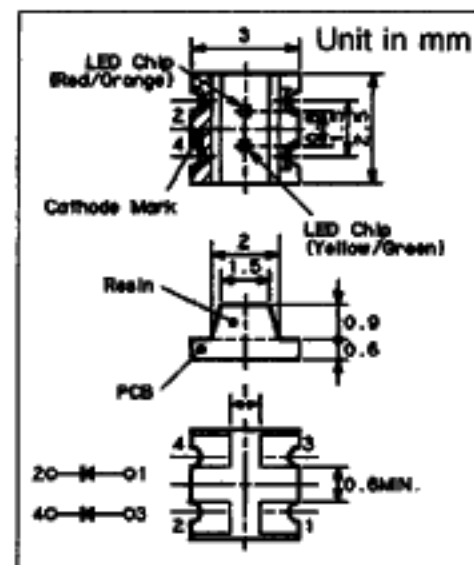 3 Unit in mm
LED Chip
(Red/Orange)
2
4
Cathode Mark
LED Chip
(Yellow/Green)
2
1.5
Resin
0.9
0.6
PCB
4 3
2 1
0.6MIN.
2 1
4 3